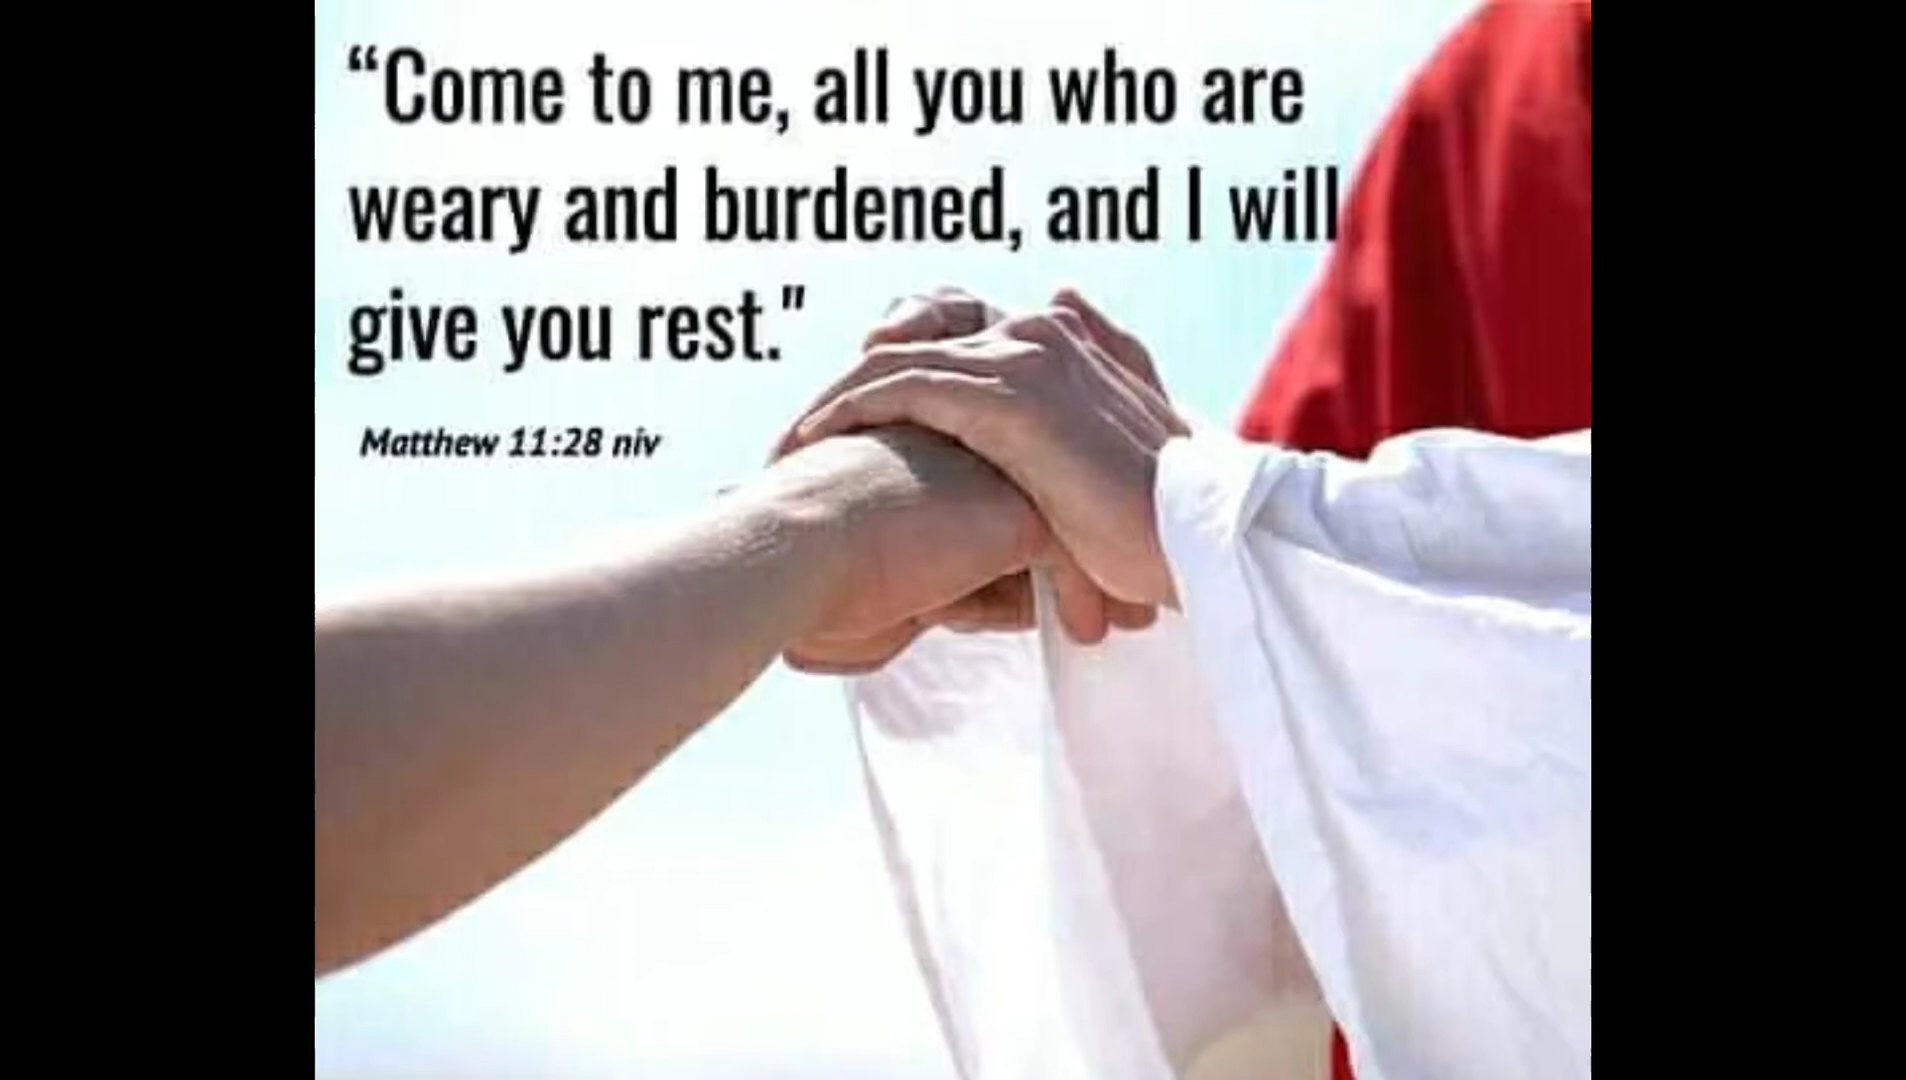 “Come to me, all you who are
weary and burdened, and I will
give you rest."
Matthew 11:28 niv